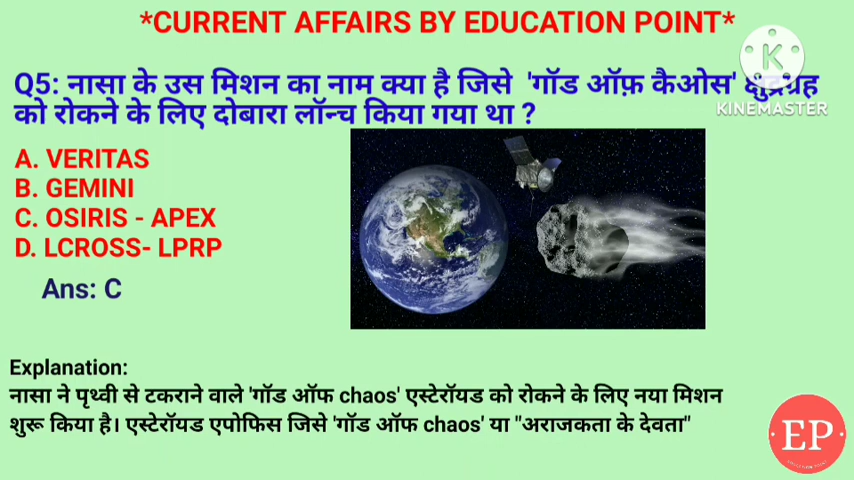 *CURRENT AFFAIRS BY EDUCATION POINT*
K
KINEMASTER
Q5: नासा के उस मिशन का नाम क्या है जिसे 'गॉड ऑफ़ कैओस' क्षुद्रग्रह
को रोकने के लिए दोबारा लॉन्च किया गया था ?
A. VERITAS
B. GEMINI
C. OSIRIS - APEX
D. LCROSS- LPRP
Ans: C
Explanation:
नासा ने पृथ्वी से टकराने वाले 'गॉड ऑफ chaos' एस्टेरॉयड को रोकने के लिए नया मिशन
शुरू किया है। एस्टेरॉयड एपोफिस जिसे 'गॉड ऑफ chaos' या "अराजकता के देवता"
EP
EDUCATION POINT